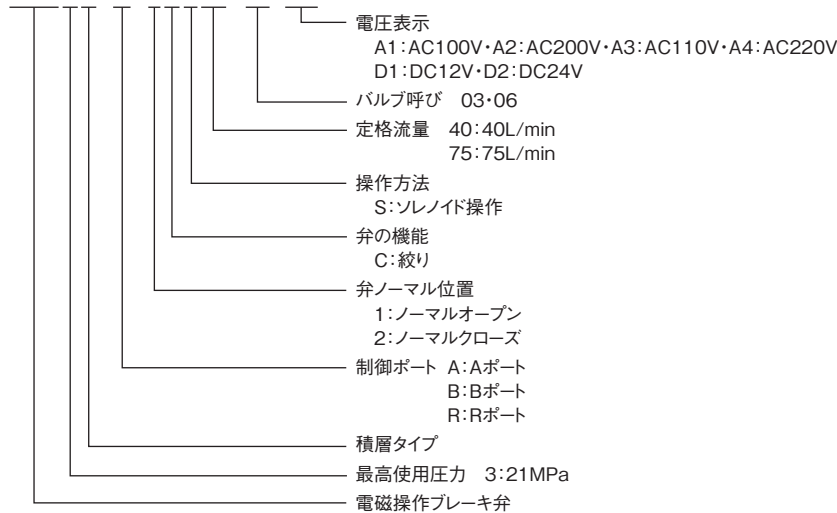 電圧表示
A1:AC100V・A2:AC200V・A3:AC110V・A4:AC220V
D1:DC12V・D2:DC24V
バルブ呼び 03・06
定格流量 40:40L/min
75:75L/min
操作方法
S:ソレノイド操作
弁の機能
C:絞り
弁ノーマル位置
1:ノーマルオープン
2:ノーマルクローズ
制御ポート A:Aポート
B:Bポート
R:Rポート
積層タイプ
最高使用圧力 3:21MPa
電磁操作ブレーキ弁